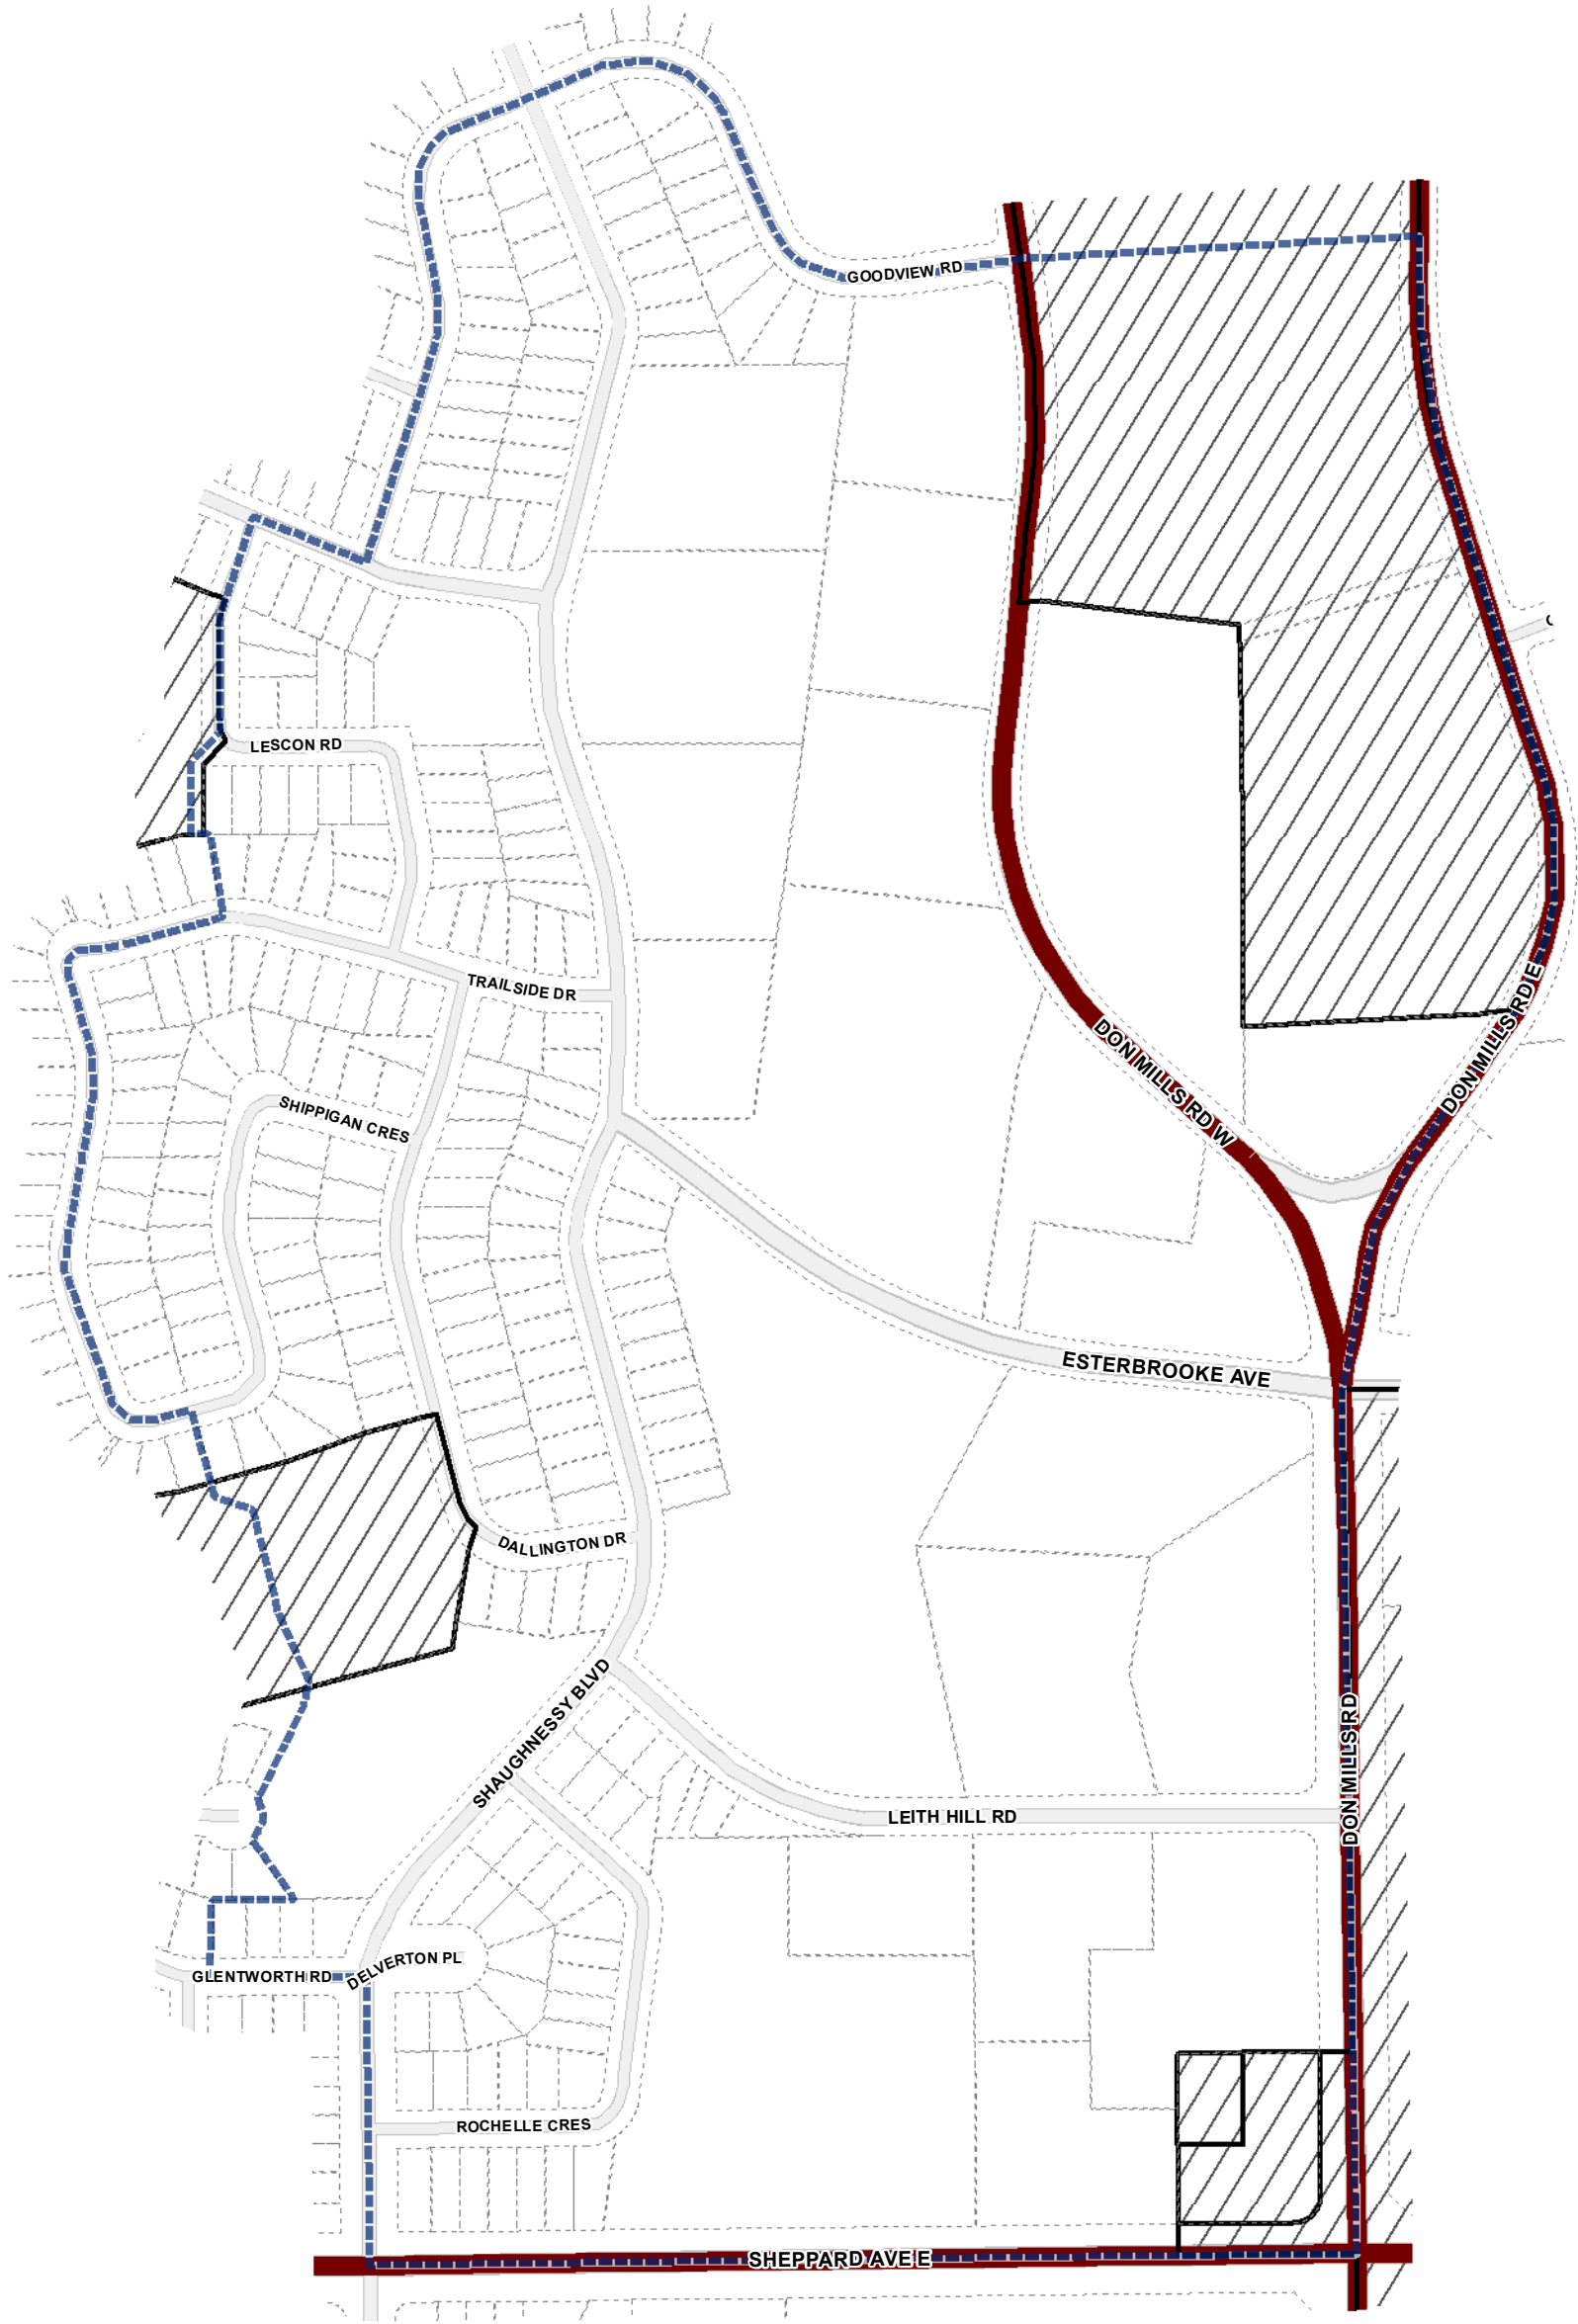 GOODVIEW RD
LESCON RD
TRAILSIDE DR
DON MILLS RD E
DON MILLS RD W
SHIPPIGAN CRES
ESTERBROOKE AVE
DALLINGTON DR
SHAUGHNESSY BLVD
DON MILLS RD
LEITH HILL RD
DELVERTON PL
GLENTWORTH RD
ROCHELLE CRES
SHEPPARD AVE E